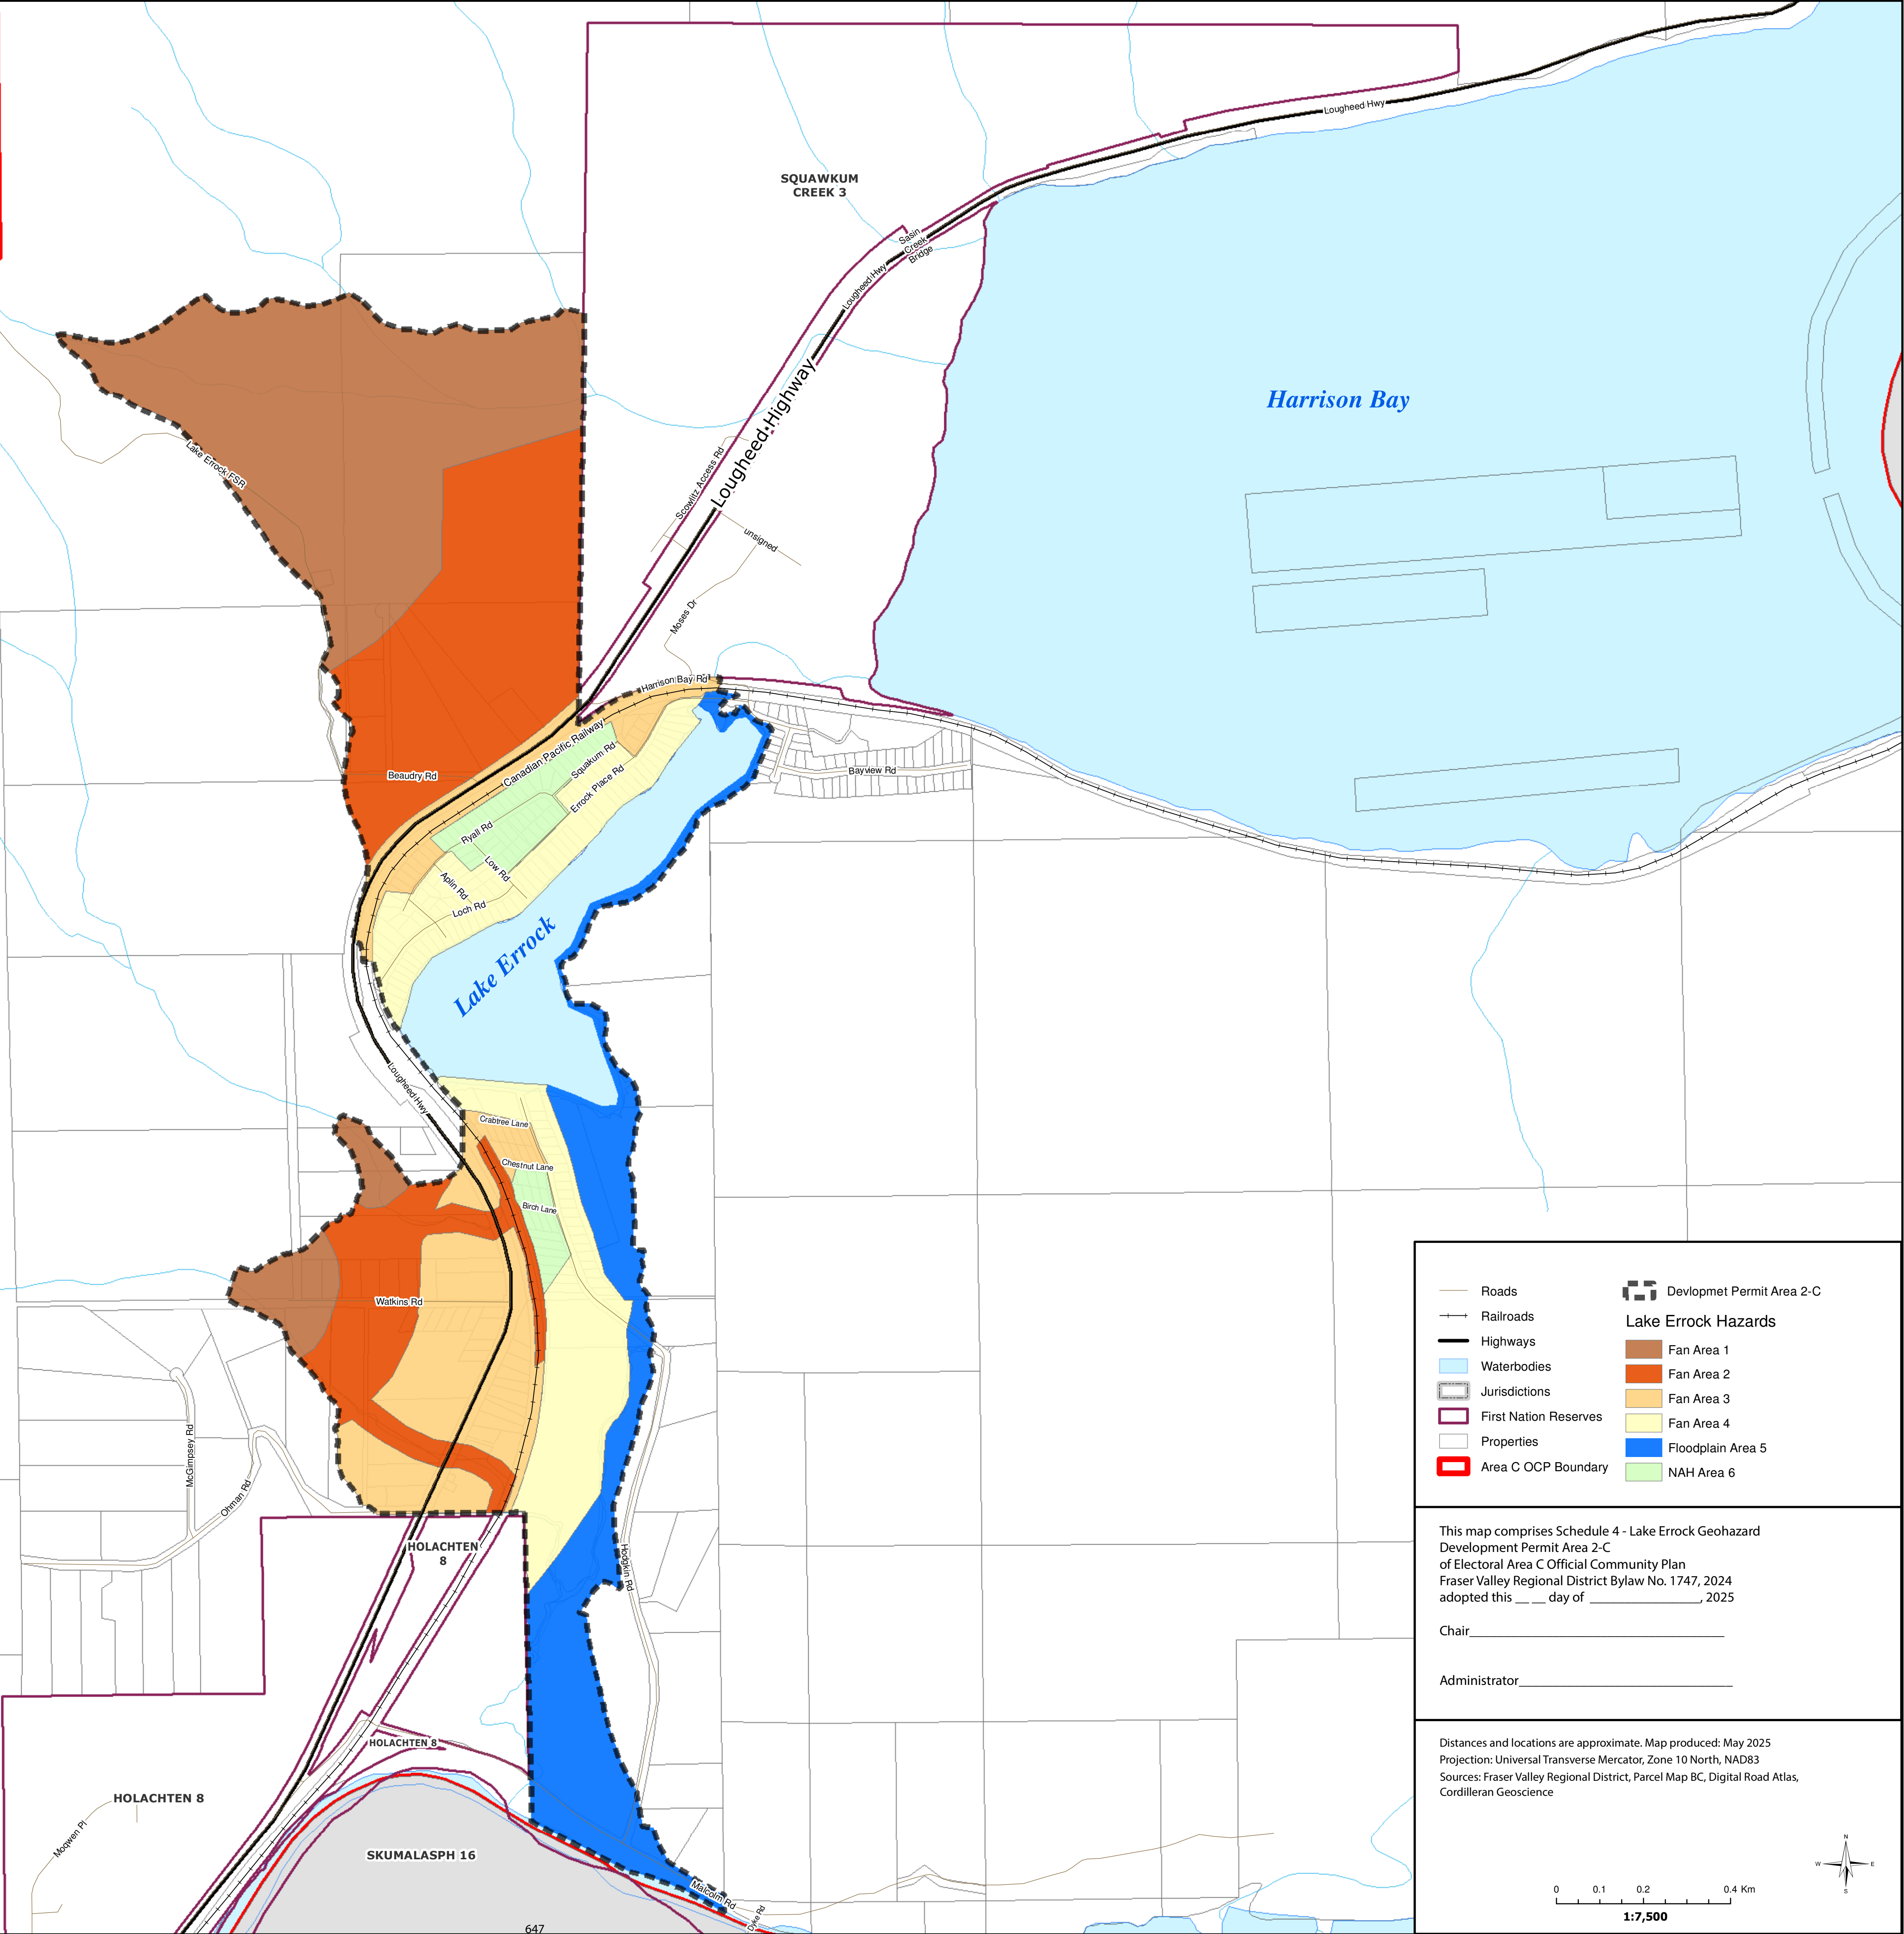 Lougheed Hwy
SQUAWKUM
CREEK 3
Sasin
Creek
Bridge
Lougheed Hwy
Lougheed Highway
Harrison Bay
Lake Errock FSR
Scowlitz Access Rd
unsigned
Moses Dr
Harrison Bay Rd
Canadian Pacific Railway
Squakum Rd
Beaudry Rd
Errock Place Rd
Bayview Rd
Ryall Rd
Low Rd
Aplin Rd
Loch Rd
Lake Errock
Lougheed Hwy
Crabtree Lane
Chestnut Lane
Birch Lane
Watkins Rd
McGimpsey Rd
Ohman Rd
HOLACHTEN
8
Hodgkin Rd
HOLACHTEN 8
HOLACHTEN 8
Moqwen Pl
SKUMALASPH 16
Malcolm Rd
Dyke Rd
647
Roads
Railroads
Highways
Waterbodies
Jurisdictions
First Nation Reserves
Properties
Area C OCP Boundary
Devlopmet Permit Area 2-C
Lake Errock Hazards
Fan Area 1
Fan Area 2
Fan Area 3
Fan Area 4
Floodplain Area 5
NAH Area 6
This map comprises Schedule 4 - Lake Errock Geohazard
Development Permit Area 2-C
of Electoral Area C Official Community Plan
Fraser Valley Regional District Bylaw No. 1747, 2024
adopted this __ __ day of ________________, 2025
Chair____________________________________
Administrator______________________________
Distances and locations are approximate. Map produced: May 2025
Projection: Universal Transverse Mercator, Zone 10 North, NAD83
Sources: Fraser Valley Regional District, Parcel Map BC, Digital Road Atlas,
Cordilleran Geoscience
N
W E
S
0 0.1 0.2 0.4 Km
1:7,500